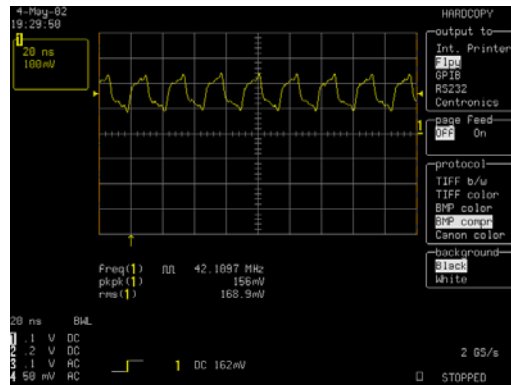 4-May-02
19:29:50
HARDCOPY
1
20 ns
100mV
output to
Int. Printer
Flpy
GPIB
RS232
Centronics
1
page feed
Off On
protocol
TIFF b/w
TIFF color
BMP color
BMP compr
Canon color
background
Black
White
freq(1) 42.1097 MHz
pkpk(1) 156mV
rms(1) 168.9mV
20 ns BWL
1 .1 V DC
2 .2 V DC
3 .1 V AC
4 50 mV AC
1 DC 162mV
2 GS/s
STOPPED